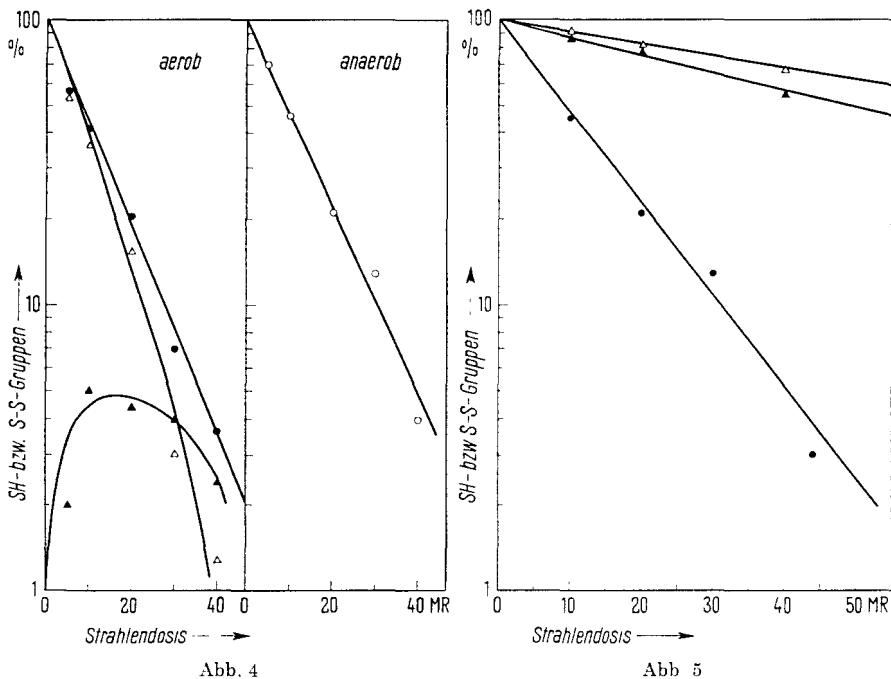 100
%
10
1
SH-bzw. S-S-Gruppen
aerob
anaerob
0 20 40 0 20 40 MR
Strahlendosis
Abb. 4
100
%
10
1
SH-bzw S-S-Gruppen
0 10 20 30 40 50 MR
Strahlendosis
Abb 5